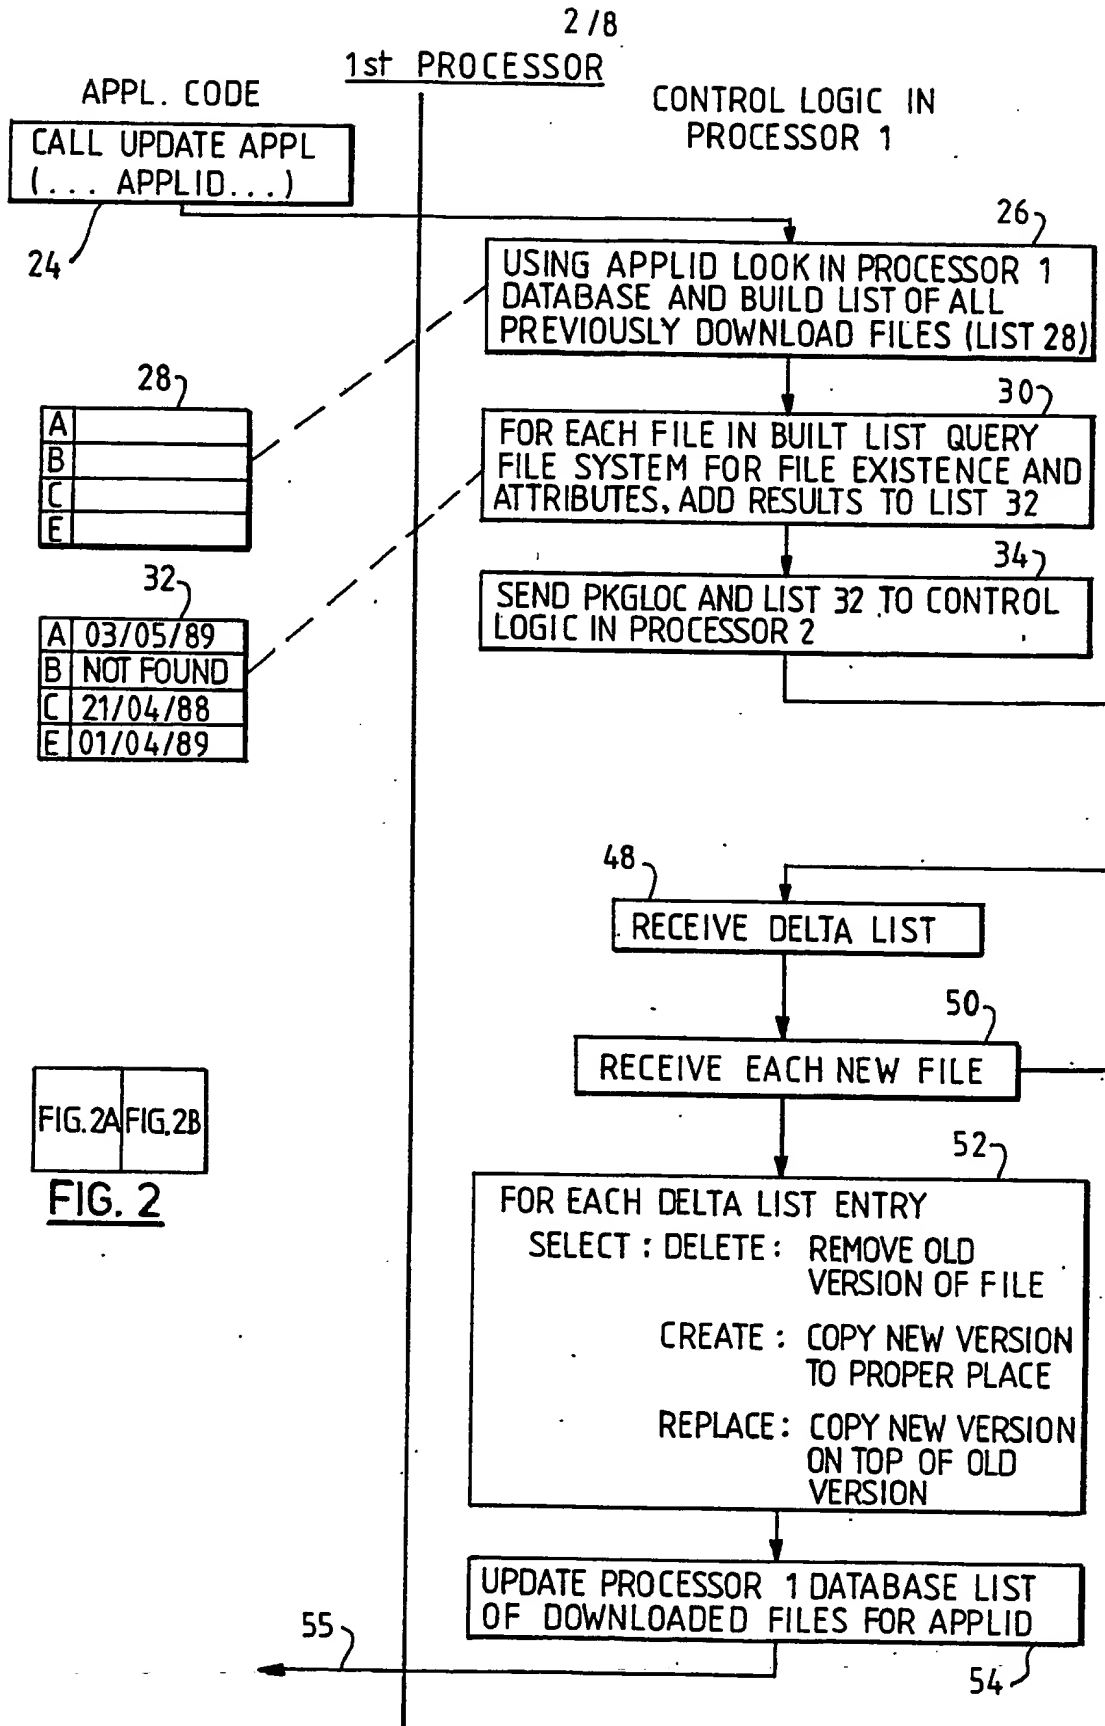 2/8
1st PROCESSOR
APPL. CODE
CONTROL LOGIC IN
PROCESSOR 1
CALL UPDATE APPL
(... APPLID...)
24
26
USING APPLID LOOK IN PROCESSOR 1
DATABASE AND BUILD LIST OF ALL
PREVIOUSLY DOWNLOAD FILES (LIST 28)
28
A
B
C
E
30
FOR EACH FILE IN BUILT LIST QUERY
FILE SYSTEM FOR FILE EXISTENCE AND
ATTRIBUTES, ADD RESULTS TO LIST 32
32
A 03/05/89
B NOT FOUND
C 21/04/88
E 01/04/89
34
SEND PKGLOC AND LIST 32 TO CONTROL
LOGIC IN PROCESSOR 2
48
RECEIVE DELTA LIST
50
RECEIVE EACH NEW FILE
FIG. 2A FIG. 2B
FIG. 2
52
FOR EACH DELTA LIST ENTRY
SELECT : DELETE : REMOVE OLD
VERSION OF FILE
CREATE : COPY NEW VERSION
TO PROPER PLACE
REPLACE : COPY NEW VERSION
ON TOP OF OLD
VERSION
UPDATE PROCESSOR 1 DATABASE LIST
OF DOWNLOADED FILES FOR APPLID
55
54